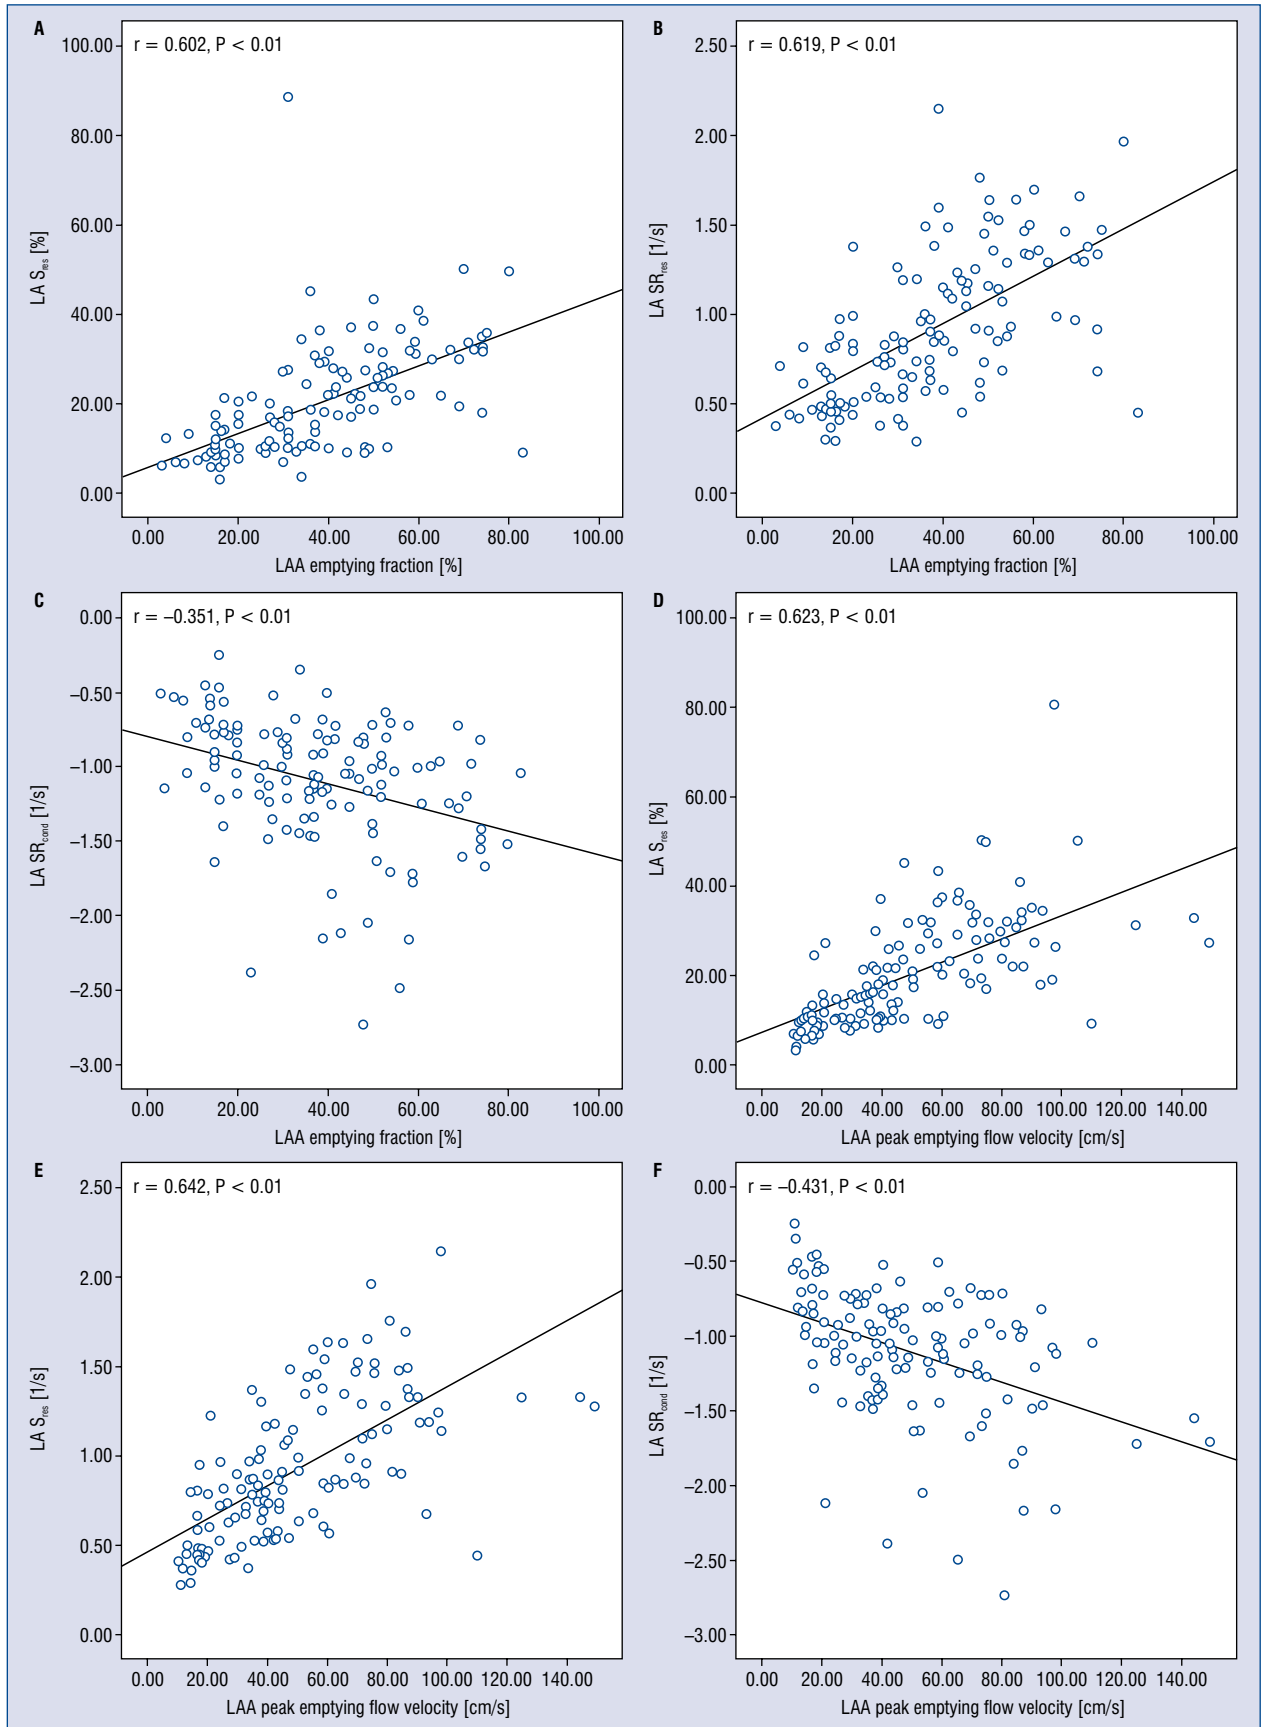 A
r = 0.602, P < 0.01
100.00
80.00
60.00
40.00
20.00
0.00
LA Sres [%]
0.00 20.00 40.00 60.00 80.00 100.00
LAA emptying fraction [%]
B
r = 0.619, P < 0.01
2.50
2.00
1.50
1.00
0.50
0.00
LA SRres [1/s]
0.00 20.00 40.00 60.00 80.00 100.00
LAA emptying fraction [%]
C
r = –0.351, P < 0.01
0.00
–0.50
–1.00
–1.50
–2.00
–2.50
–3.00
LA SRcond [1/s]
0.00 20.00 40.00 60.00 80.00 100.00
LAA emptying fraction [%]
D
r = 0.623, P < 0.01
100.00
80.00
60.00
40.00
20.00
0.00
LA Sres [%]
0.00 20.00 40.00 60.00 80.00 100.00 120.00 140.00
LAA peak emptying flow velocity [cm/s]
E
r = 0.642, P < 0.01
2.50
2.00
1.50
1.00
0.50
0.00
LA Sres [1/s]
0.00 20.00 40.00 60.00 80.00 100.00 120.00 140.00
LAA peak emptying flow velocity [cm/s]
F
r = –0.431, P < 0.01
0.00
–0.50
–1.00
–1.50
–2.00
–2.50
–3.00
LA SRcond [1/s]
0.00 20.00 40.00 60.00 80.00 100.00 120.00 140.00
LAA peak emptying flow velocity [cm/s]